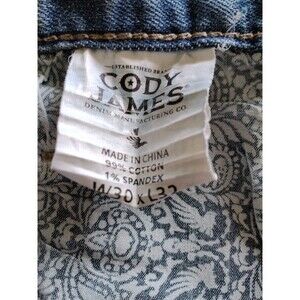 ESTABLISHED BRAND
CODY
JAMES
DENIM MANUFACTURING CO.
MADE IN CHINA
99% COTTON
1% SPANDEX
W30 X L32